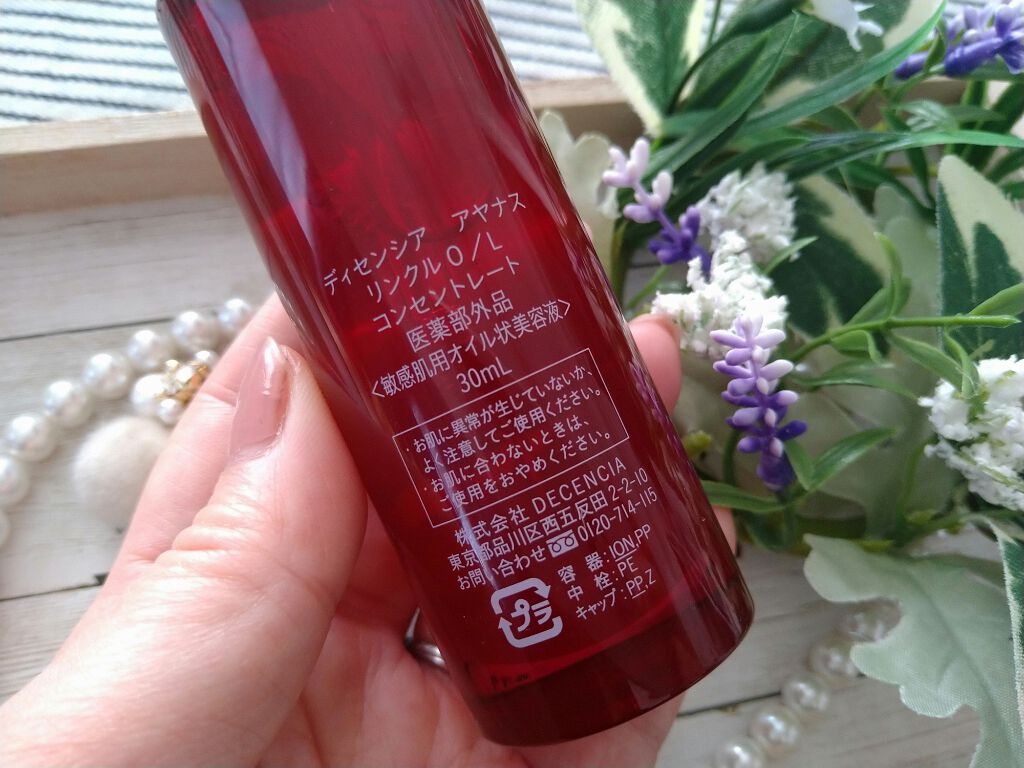 ディセンシア アヤナス
リンクルO/L
コンセントレート
医薬部外品
<敏感肌用オイル状美容液>
30mL
・お肌に異常が生じていないか、
よく注意してご使用ください。
・お肌に合わないときは、
ご使用をおやめください。
株式会社 DECENCIA
東京都品川区西五反田2-2-10
お問い合わせ 0120-714-115
プラ
容器:ION,PP
中栓:PE
キャップ:PP,Z